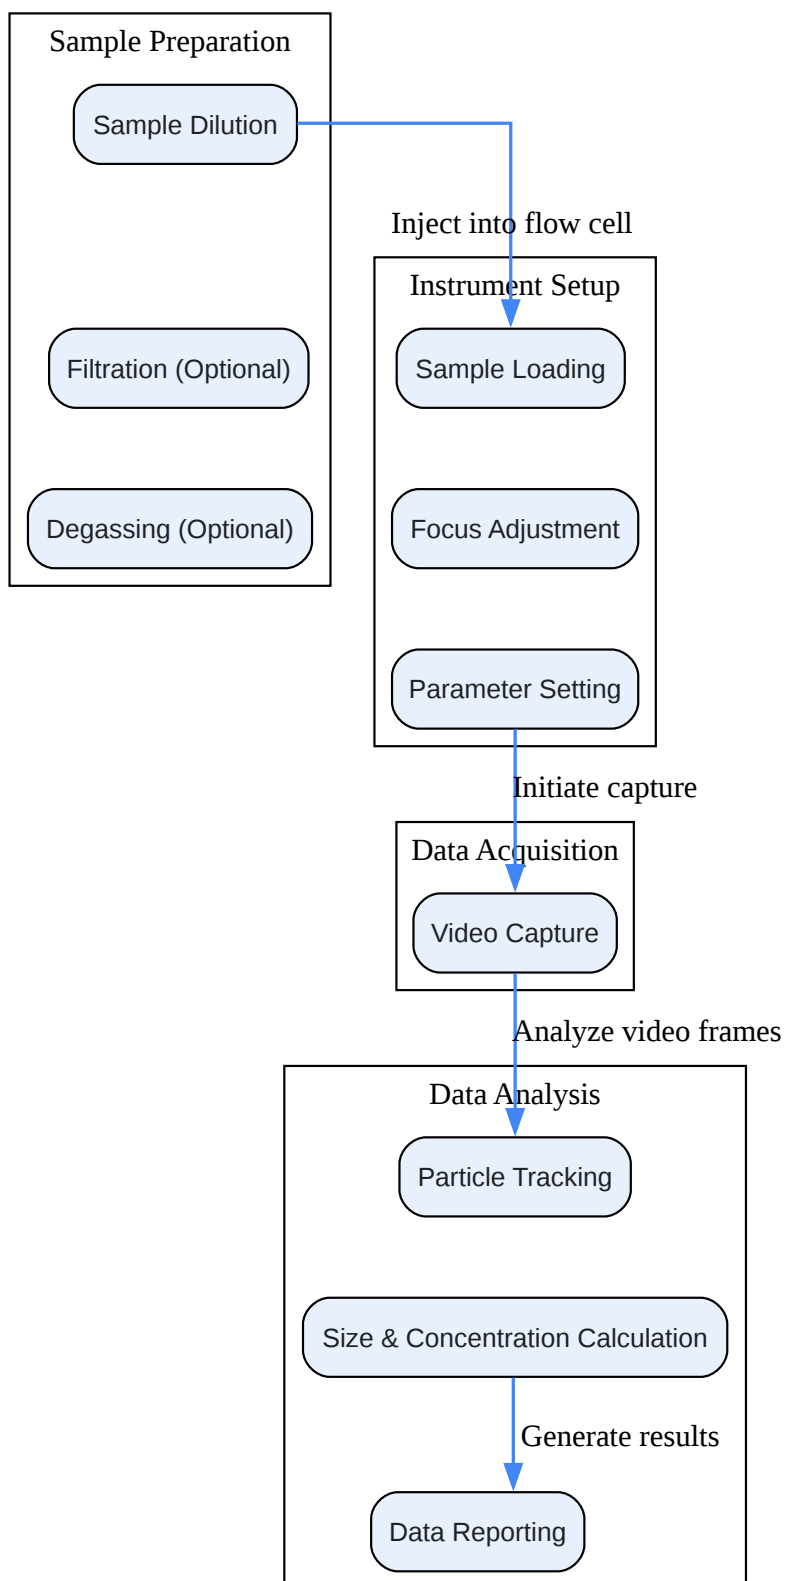 Sample Preparation
Sample Dilution
Inject into flow cell
Instrument Setup
Filtration (Optional)
Sample Loading
Degassing (Optional)
Focus Adjustment
Parameter Setting
Initiate capture
Data Acquisition
Video Capture
Analyze video frames
Data Analysis
Particle Tracking
Size & Concentration Calculation
Generate results
Data Reporting